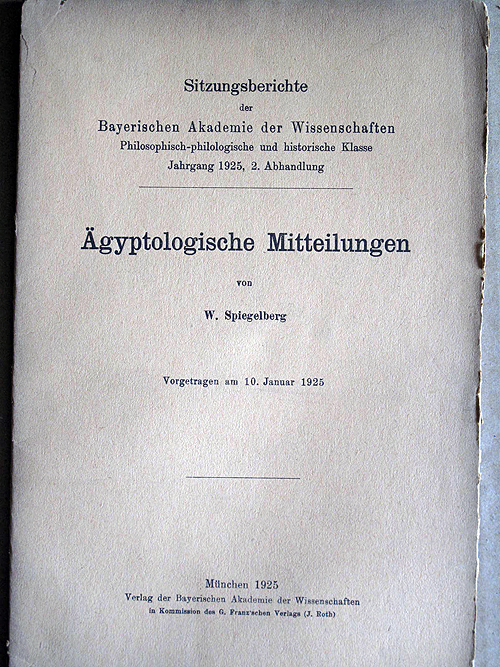 Sitzungsberichte
der
Bayerischen Akademie der Wissenschaften
Philosophisch-philologische und historische Klasse
Jahrgang 1925, 2. Abhandlung
Ägyptologische Mitteilungen
von
W. Spiegelberg
Vorgetragen am 10. Januar 1925
München 1925
Verlag der Bayerischen Akademie der Wissenschaften
in Kommission des G. Franz'schen Verlags (J. Roth)